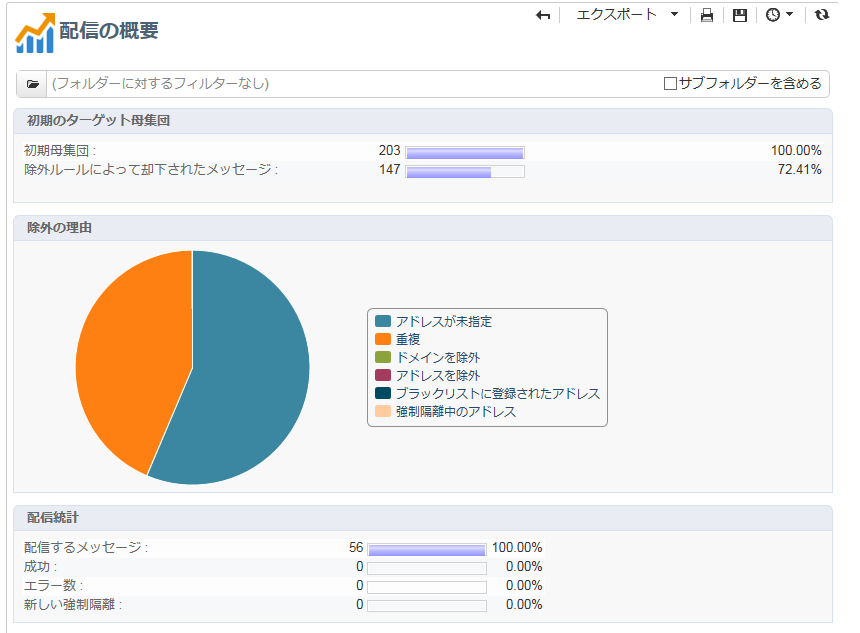 配信の概要
エクスポート
(フォルダーに対するフィルターなし) サブフォルダーを含める
初期のターゲット母集団
初期母集団 : 203 100.00%
除外ルールによって却下されたメッセージ : 147 72.41%
除外の理由
アドレスが未指定
重複
ドメインを除外
アドレスを除外
ブラックリストに登録されたアドレス
強制隔離中のアドレス
配信統計
配信するメッセージ : 56 100.00%
成功 : 0 0.00%
エラー数 : 0 0.00%
新しい強制隔離 : 0 0.00%